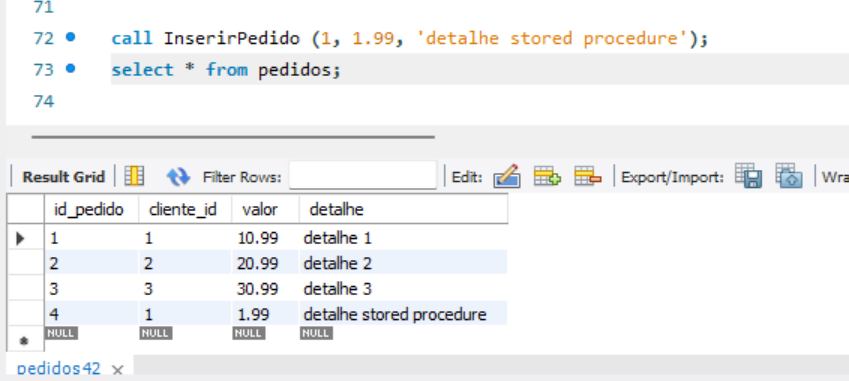 71
72 call InserirPedido (1, 1.99, 'detalhe stored procedure');
73 select * from pedidos;
74
Result Grid Filter Rows: Edit: Export/Import: Wra
id_pedido cliente_id valor detalhe
1 1 10.99 detalhe 1
2 2 20.99 detalhe 2
3 3 30.99 detalhe 3
4 1 1.99 detalhe stored procedure
NULL NULL NULL NULL
pedidos42 ×